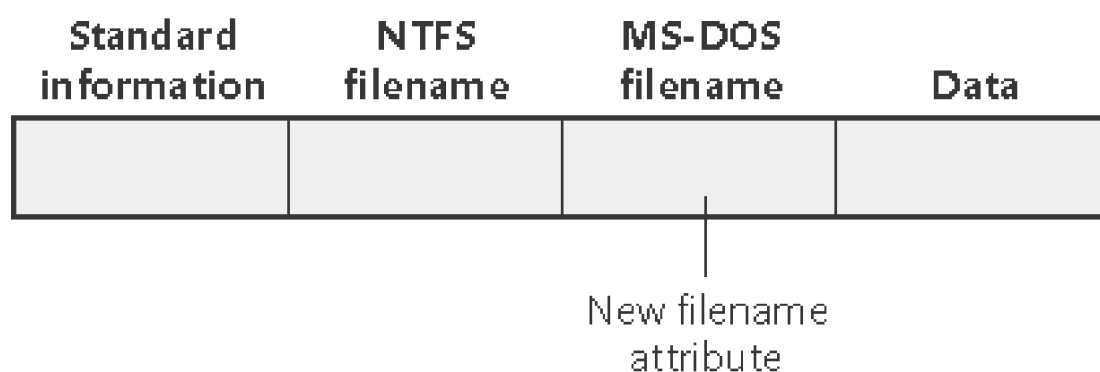 Standard information
NTFS filename
MS-DOS filename
Data
New filename
attribute